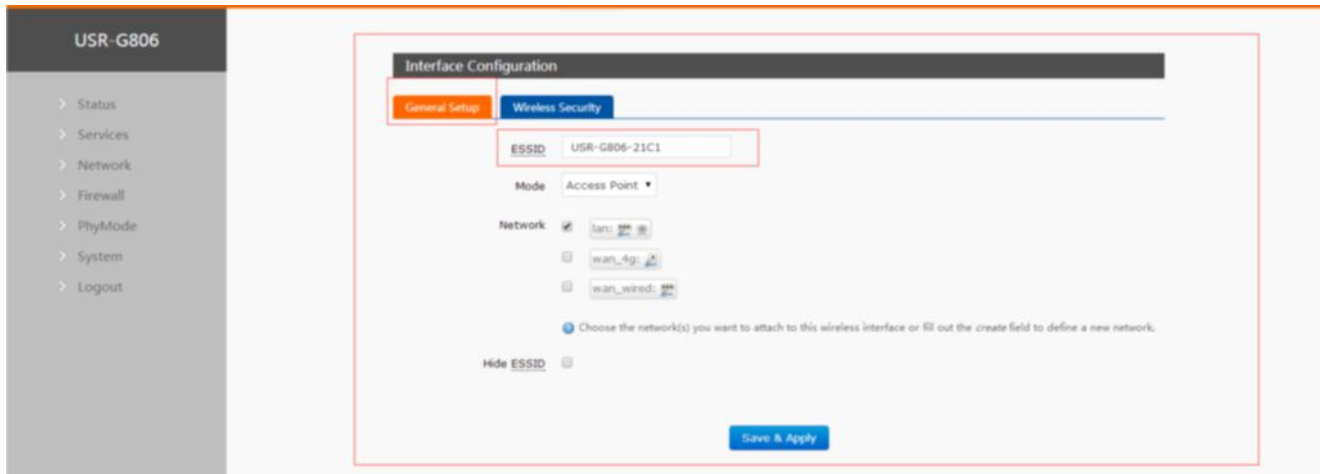 USR-G806
Status
Services
Network
Firewall
PhyMode
System
Logout
Interface Configuration
General Setup
Wireless Security
ESSID USR-G806-21C1
Mode Access Point
Network lan:
wan_4g:
wan_wired:
Choose the network(s) you want to attach to this wireless interface or fill out the create field to define a new network.
Hide ESSID
Save & Apply